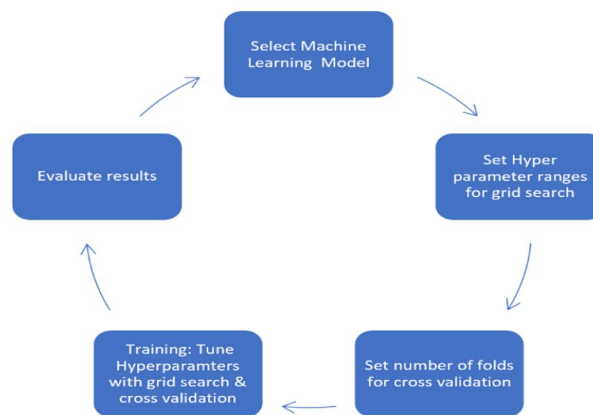 Select Machine
Learning Model
Set Hyper
parameter ranges
for grid search
Set number of folds
for cross validation
Training: Tune
Hyperparamters
with grid search &
cross validation
Evaluate results